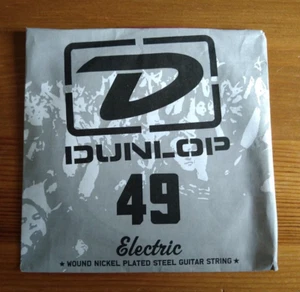 D
DUNLOP
49
Electric
★ WOUND NICKEL PLATED STEEL GUITAR STRING ★